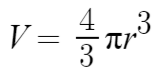 V = 4/3 πr³